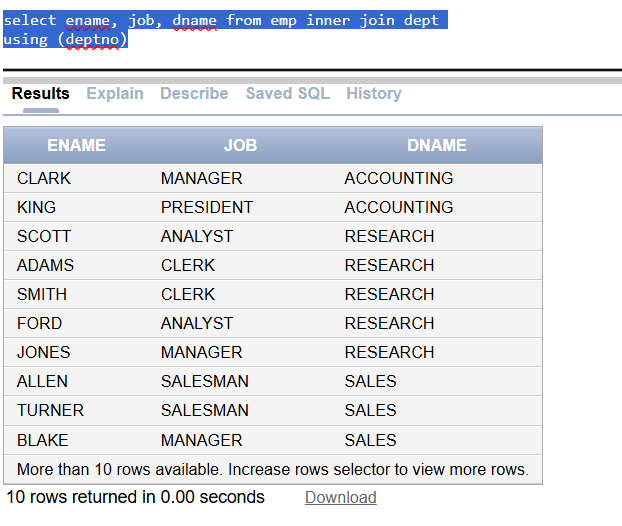 select ename, job, dname from emp inner join dept
using (deptno)
Results Explain Describe Saved SQL History
ENAME JOB DNAME
CLARK MANAGER ACCOUNTING
KING PRESIDENT ACCOUNTING
SCOTT ANALYST RESEARCH
ADAMS CLERK RESEARCH
SMITH CLERK RESEARCH
FORD ANALYST RESEARCH
JONES MANAGER RESEARCH
ALLEN SALESMAN SALES
TURNER SALESMAN SALES
BLAKE MANAGER SALES
More than 10 rows available. Increase rows selector to view more rows.
10 rows returned in 0.00 seconds Download